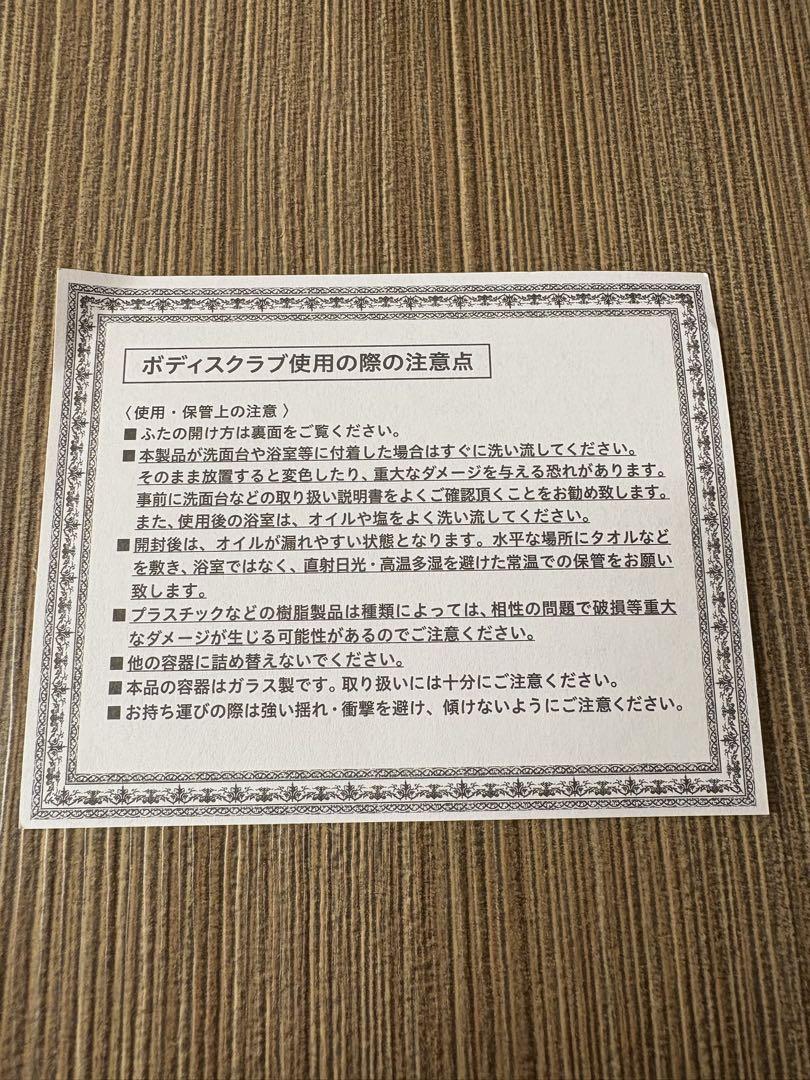 ボディスクラブ使用の際の注意点
〈使用・保管上の注意〉
■ふたの開け方は裏面をご覧ください。
■本製品が洗面台や浴室等に付着した場合はすぐに洗い流してください。
そのまま放置すると変色したり、重大なダメージを与える恐れがあります。
事前に洗面台などの取り扱い説明書をよくご確認頂くことをお勧め致します。
また、使用後の浴室は、オイルや塩をよく洗い流してください。
■開封後は、オイルが漏れやすい状態となります。水平な場所にタオルなど
を敷き、浴室ではなく、直射日光・高温多湿を避けた常温での保管をお願い
致します。
■プラスチックなどの樹脂製品は種類によっては、相性の問題で破損等重大
なダメージが生じる可能性があるのでご注意ください。
■他の容器に詰め替えないでください。
■本品の容器はガラス製です。取り扱いには十分にご注意ください。
■お持ち運びの際は強い揺れ・衝撃を避け、傾けないようにご注意ください。